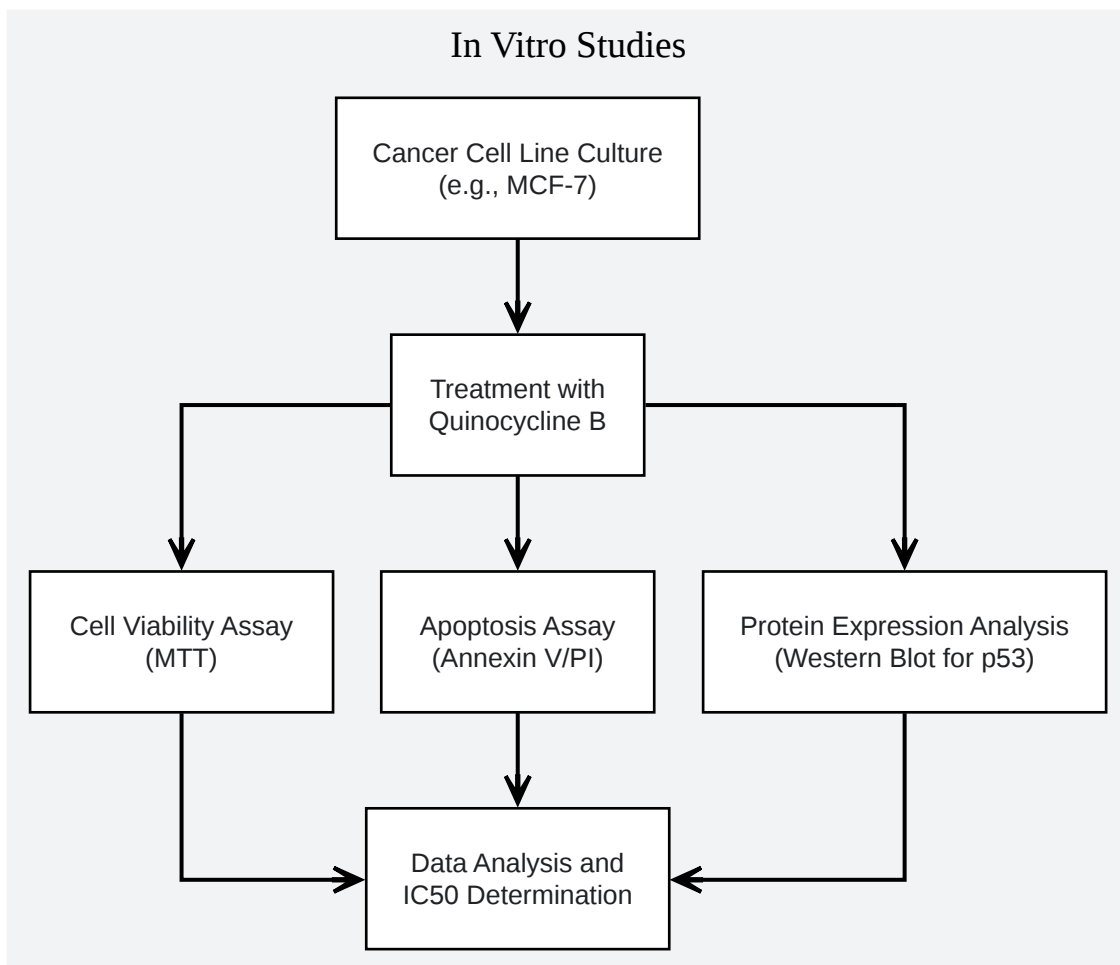 In Vitro Studies
Cancer Cell Line Culture
(e.g., MCF-7)
Treatment with
Quinocycline B
Cell Viability Assay
(MTT)
Apoptosis Assay
(Annexin V/PI)
Protein Expression Analysis
(Western Blot for p53)
Data Analysis and
IC50 Determination